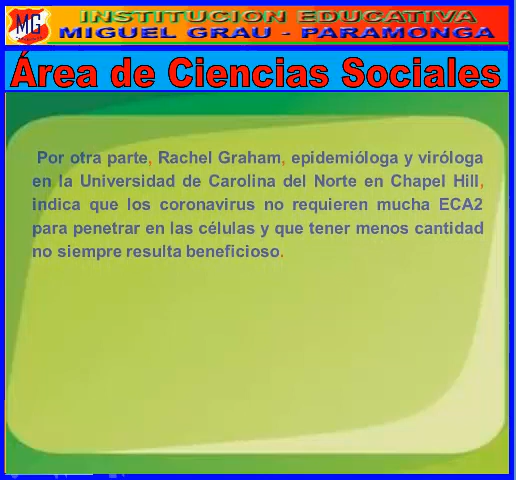 MG
INSTITUCION EDUCATIVA
MIGUEL GRAU - PARAMONGA
Área de Ciencias Sociales
Por otra parte, Rachel Graham, epidemióloga y viróloga
en la Universidad de Carolina del Norte en Chapel Hill,
indica que los coronavirus no requieren mucha ECA2
para penetrar en las células y que tener menos cantidad
no siempre resulta beneficioso.